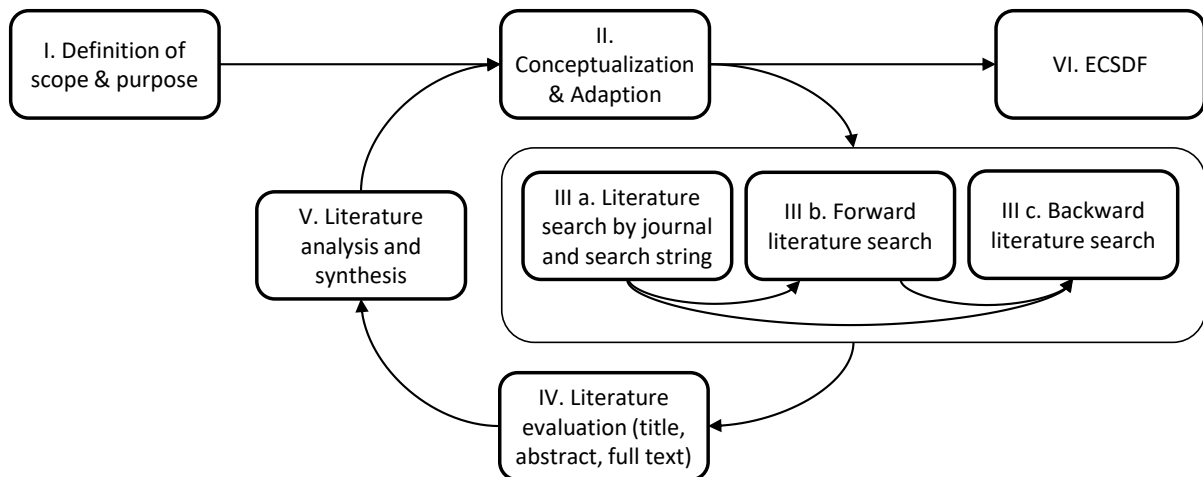 I. Definition of
scope & purpose
II.
Conceptualization
& Adaption
VI. ECSDF
III a. Literature
search by journal
and search string
III b. Forward
literature search
III c. Backward
literature search
V. Literature
analysis and
synthesis
IV. Literature
evaluation (title,
abstract, full text)